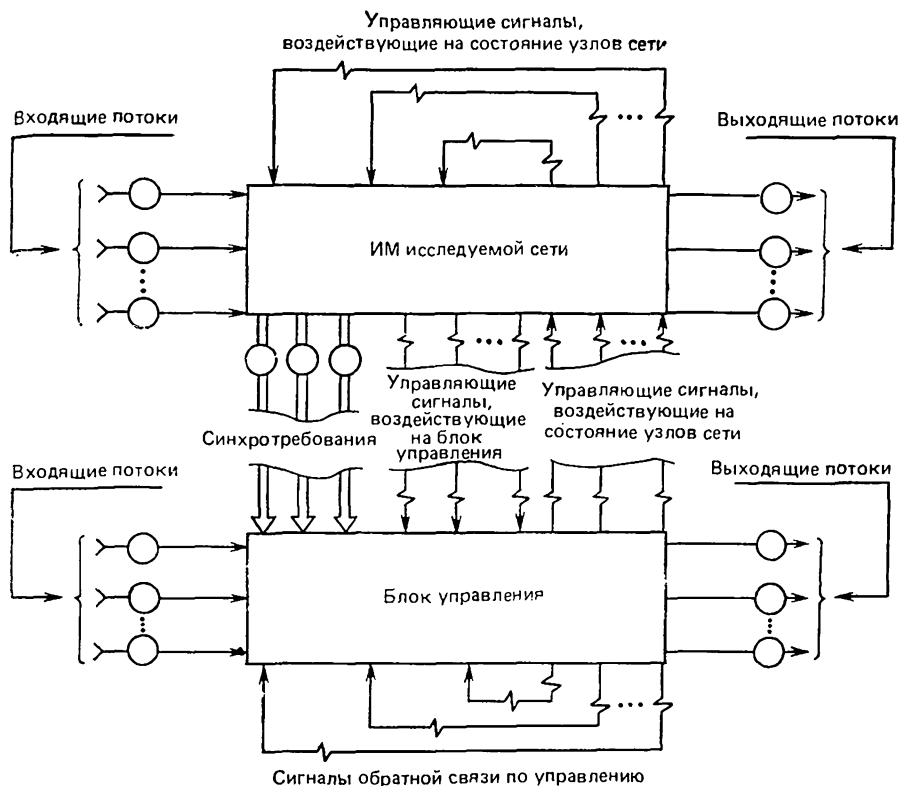 Управляющие сигналы,
воздействующие на состояние узлов сети
Входящие потоки
Выходящие потоки
ИМ исследуемой сети
Управляющие
сигналы,
воздействующие
на блок
управления
Управляющие сигналы,
воздействующие на
состояние узлов сети
Синхротребования
Входящие потоки
Выходящие потоки
Блок управления
Сигналы обратной связи по управлению